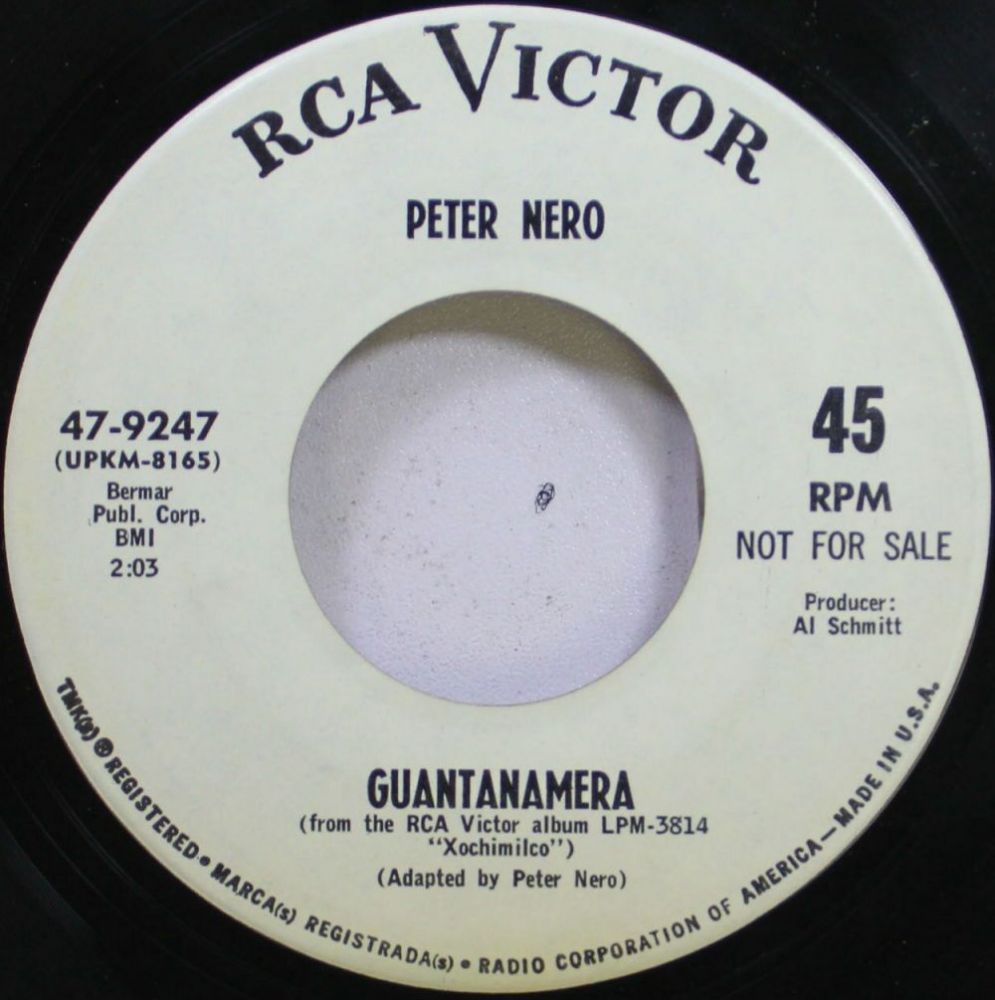 RCA VICTOR
PETER NERO
47-9247
(UPKM-8165)
Bermar
Publ. Corp.
BMI
2:03
45
RPM
NOT FOR SALE
Producer:
Al Schmitt
GUANTANAMERA
(from the RCA Victor album LPM-3814
"Xochimilco")
(Adapted by Peter Nero)
TMK(s) ® REGISTERED • MARCA(s) REGISTRADA(s) • RADIO CORPORATION OF AMERICA—MADE IN U.S.A.